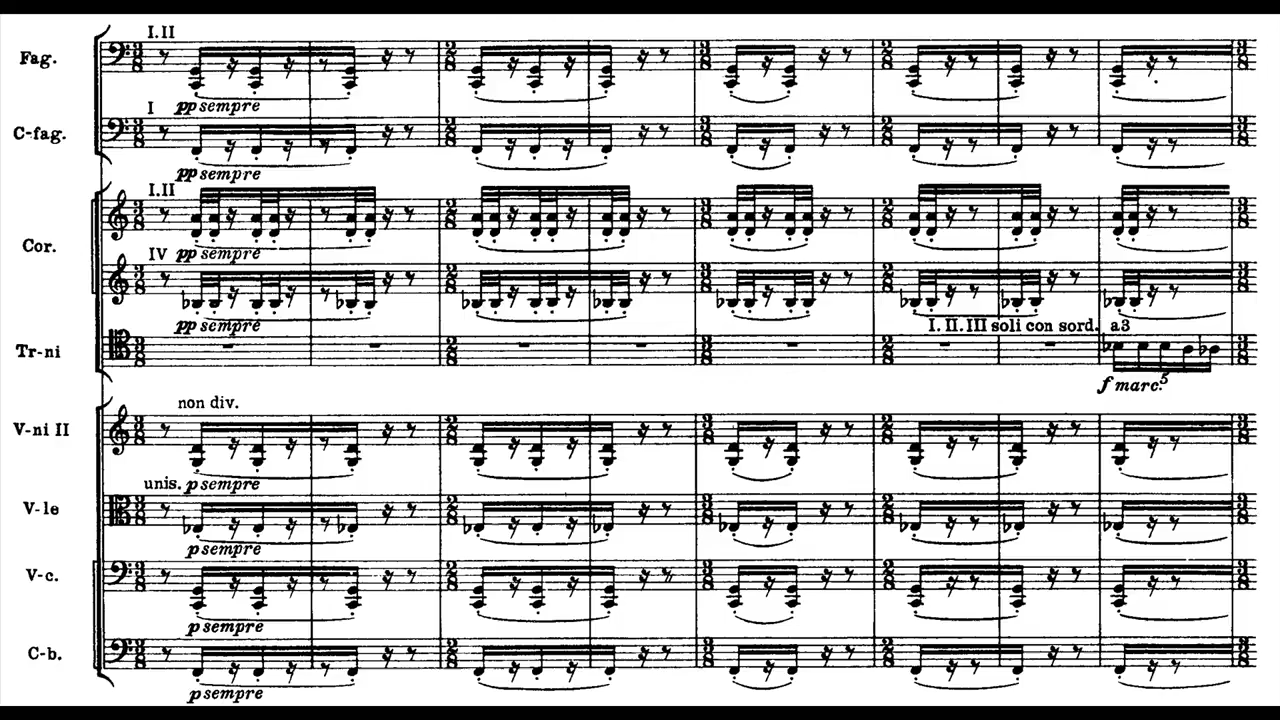 I.II
Fag.
pp sempre
I
C-fag.
pp sempre
I.II
Cor.
pp sempre
IV
pp sempre
I. II. III soli con sord. a3
Tr-ni
5
f marc.
non div.
V-ni II
p sempre
unis.
V-le
p sempre
V-c.
p sempre
C-b.
p sempre